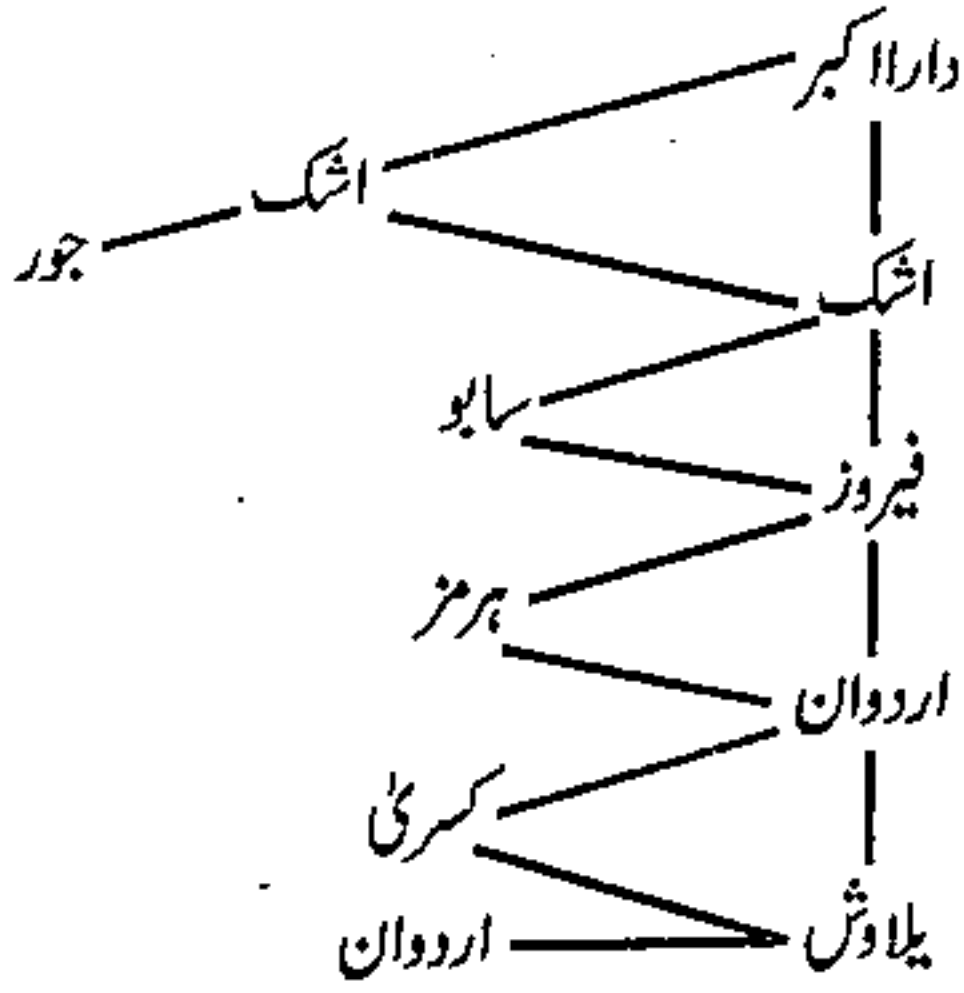 دارا اکبر
اشک
جور
اشک
سابو
فیروز
ہرمز
اردوان
کسریٰ
یلاوش
اردوان